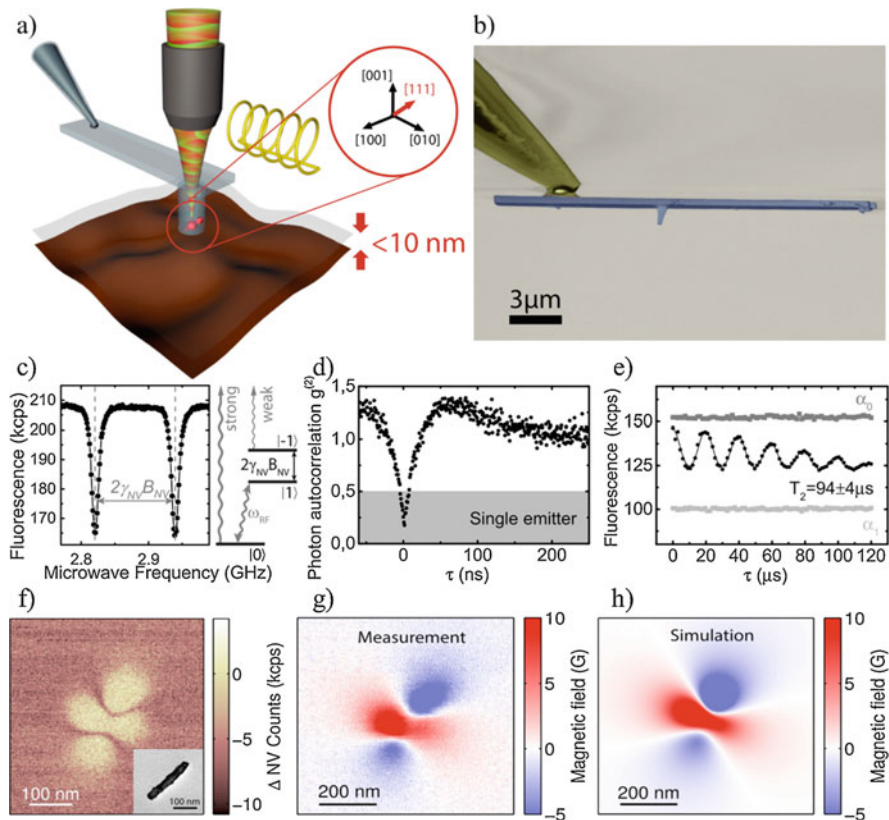 a)
[001]
[111]
[100]
[010]
<10 nm
b)
3µm
c)
Fluorescence (kcps)
210
200
190
180
170
160
2.8
2.9
Microwave Frequency (GHz)
2γNVBNV
strong
weak
|-1⟩
2γNVBNV
|1⟩
ωRF
|0⟩
d)
Photon autocorrelation g(2)
1,5
1,0
0,5
0,0
Single emitter
0
100
200
τ (ns)
e)
Fluorescence (kcps)
150
125
100
α0
T2=94±4µs
α1
0
20
40
60
80
100
120
τ (µs)
f)
100 nm
100 nm
0
−5
−10
Δ NV Counts (kcps)
g)
Measurement
200 nm
10
5
0
−5
Magnetic field (G)
h)
Simulation
200 nm
10
5
0
−5
Magnetic field (G)